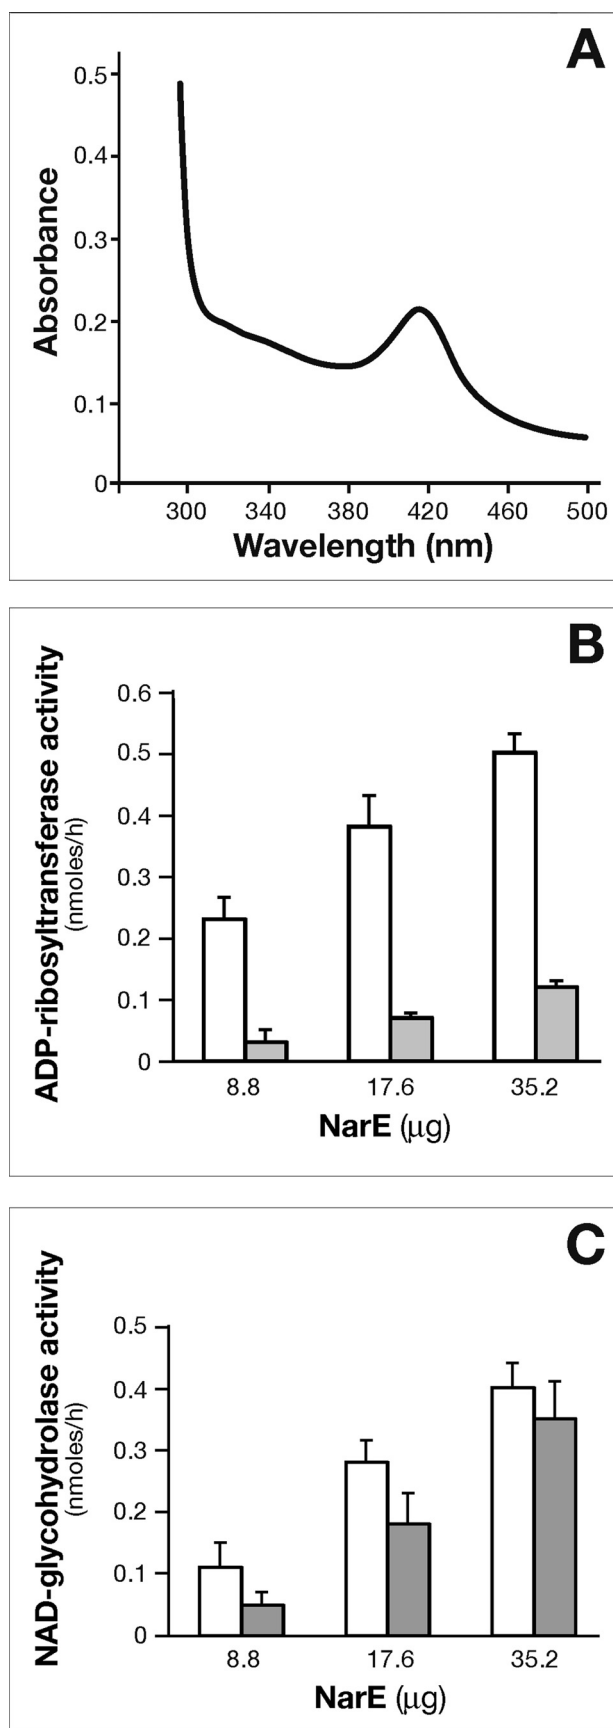 A
Absorbance
0.5
0.4
0.3
0.2
0.1
0
300 340 380 420 460 500
Wavelength (nm)
B
ADP-ribosyltransferase activity
(nmoles/h)
0.6
0.5
0.4
0.3
0.2
0.1
0
8.8 17.6 35.2
NarE (μg)
C
NAD-glycohydrolase activity
(nmoles/h)
0.5
0.4
0.3
0.2
0.1
0
8.8 17.6 35.2
NarE (μg)